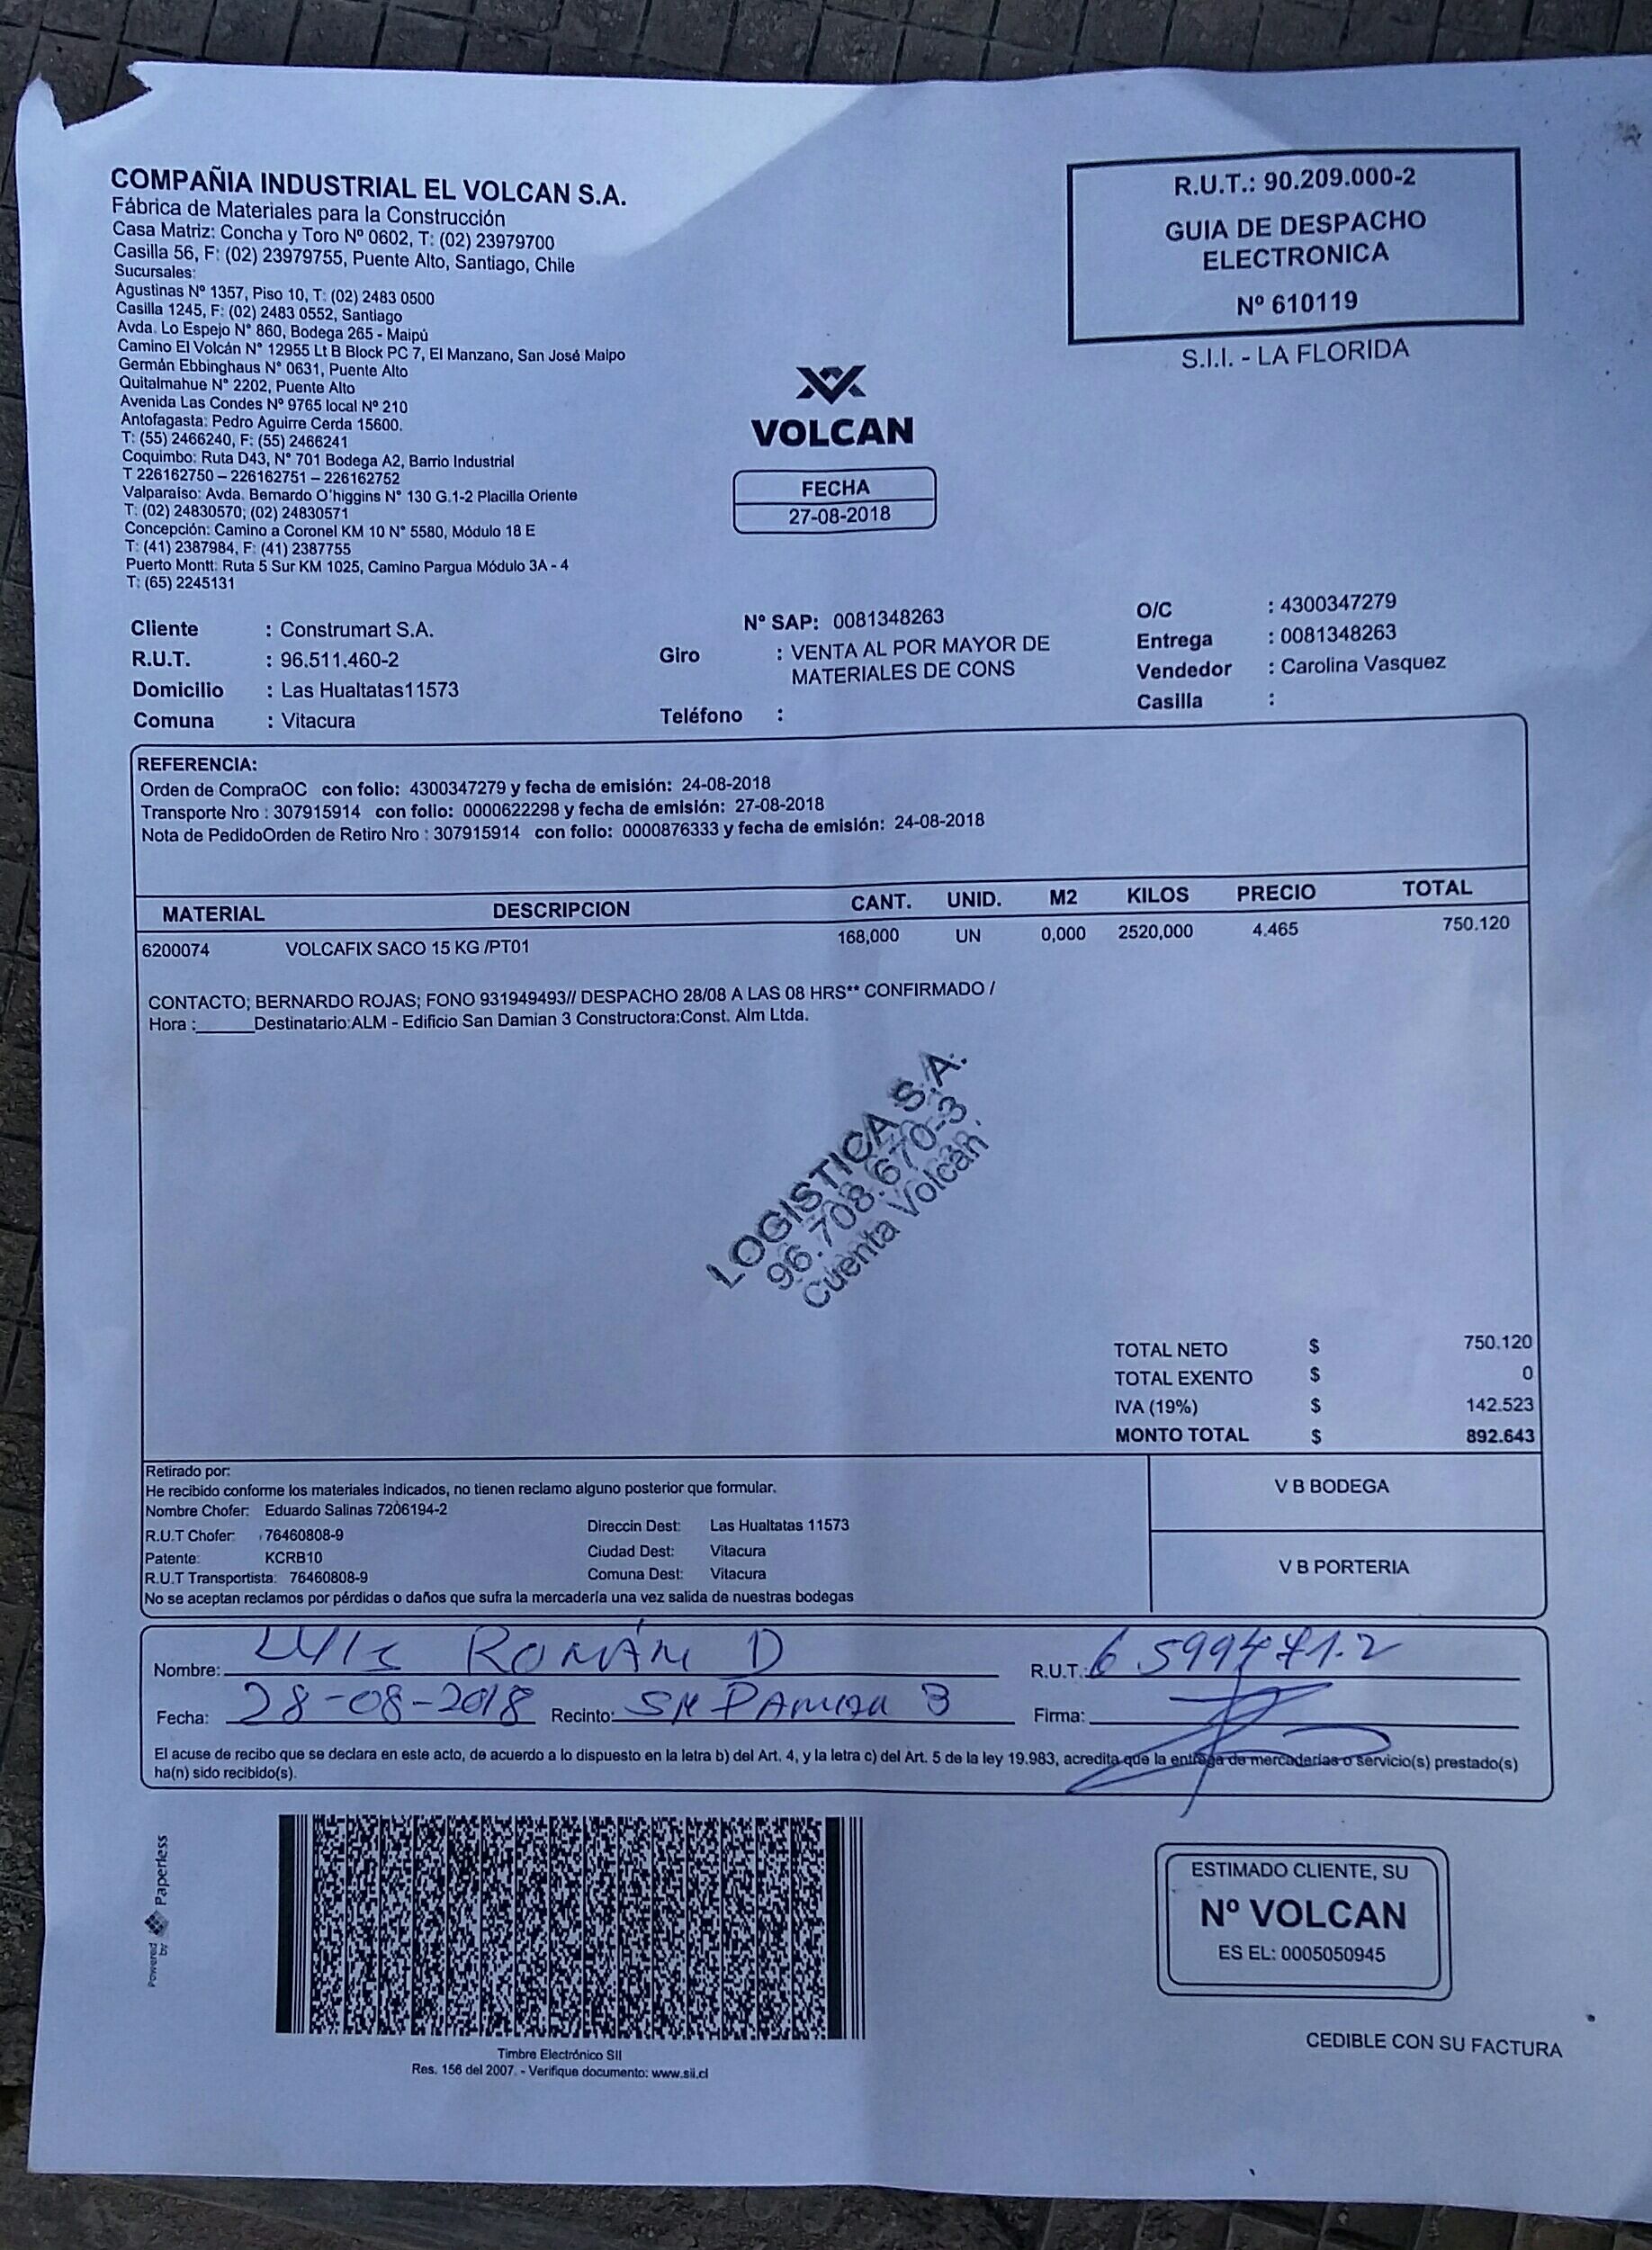 COMPAÑIA INDUSTRIAL EL VOLCAN S.A.
Fábrica de Materiales para la Construcción
Casa Matriz: Concha y Toro Nº 0602, T: (02) 23979700
Casilla 56, F: (02) 23979755, Puente Alto, Santiago, Chile
Sucursales:
Agustinas Nº 1357, Piso 10, T: (02) 2483 0500
Casilla 1245, F: (02) 2483 0552, Santiago
Avda. Lo Espejo N° 860, Bodega 265 - Maipú
Camino El Volcán N° 12955 Lt B Block PC 7, El Manzano, San José Maipo
Germán Ebbinghaus N° 0631, Puente Alto
Quitalmahue N° 2202, Puente Alto
Avenida Las Condes Nº 9765 local Nº 210
Antofagasta: Pedro Aguirre Cerda 15600.
T: (55) 2466240, F: (55) 2466241
Coquimbo: Ruta D43, N° 701 Bodega A2, Barrio Industrial
T 226162750 – 226162751 – 226162752
Valparaíso: Avda. Bernardo O'higgins N° 130 G.1-2 Placilla Oriente
T: (02) 24830570; (02) 24830571
Concepción: Camino a Coronel KM 10 N° 5580, Módulo 18 E
T: (41) 2387984, F: (41) 2387755
Puerto Montt: Ruta 5 Sur KM 1025, Camino Pargua Módulo 3A - 4
T: (65) 2245131
R.U.T.: 90.209.000-2
GUIA DE DESPACHO
ELECTRONICA
Nº 610119
S.I.I. - LA FLORIDA
VOLCAN
FECHA
27-08-2018
Cliente : Construmart S.A.
R.U.T. : 96.511.460-2
Domicilio : Las Hualtatas11573
Comuna : Vitacura
N° SAP: 0081348263
Giro : VENTA AL POR MAYOR DE
MATERIALES DE CONS
Teléfono :
O/C : 4300347279
Entrega : 0081348263
Vendedor : Carolina Vasquez
Casilla :
REFERENCIA:
Orden de CompraOC con folio: 4300347279 y fecha de emisión: 24-08-2018
Transporte Nro : 307915914 con folio: 0000622298 y fecha de emisión: 27-08-2018
Nota de PedidoOrden de Retiro Nro : 307915914 con folio: 0000876333 y fecha de emisión: 24-08-2018
MATERIAL DESCRIPCION CANT. UNID. M2 KILOS PRECIO TOTAL
6200074 VOLCAFIX SACO 15 KG /PT01 168,000 UN 0,000 2520,000 4.465 750.120
CONTACTO; BERNARDO ROJAS; FONO 931949493// DESPACHO 28/08 A LAS 08 HRS** CONFIRMADO /
Hora :______Destinatario:ALM - Edificio San Damian 3 Constructora:Const. Alm Ltda.
LOGISTICA S.A.
96.708.670-3
Cuenta Volcán
TOTAL NETO $ 750.120
TOTAL EXENTO $ 0
IVA (19%) $ 142.523
MONTO TOTAL $ 892.643
Retirado por:
He recibido conforme los materiales indicados, no tienen reclamo alguno posterior que formular.
Nombre Chofer: Eduardo Salinas 7206194-2
R.U.T Chofer: 76460808-9
Patente: KCRB10
R.U.T Transportista: 76460808-9
Direccin Dest: Las Hualtatas 11573
Ciudad Dest: Vitacura
Comuna Dest: Vitacura
No se aceptan reclamos por pérdidas o daños que sufra la mercadería una vez salida de nuestras bodegas
V B BODEGA
V B PORTERIA
Nombre: LUIS ROMÁN D R.U.T.:
Fecha: 28-08-2018 Recinto: 3 Firma:
El acuse de recibo que se declara en este acto, de acuerdo a lo dispuesto en la letra b) del Art. 4, y la letra c) del Art. 5 de la ley 19.983, acredita que la entrega de mercaderías o servicio(s) prestado(s)
ha(n) sido recibido(s).
Powered by Paperless
Timbre Electrónico SII
Res. 156 del 2007. - Verifique documento: www.sii.cl
ESTIMADO CLIENTE, SU
Nº VOLCAN
ES EL: 0005050945
CEDIBLE CON SU FACTURA